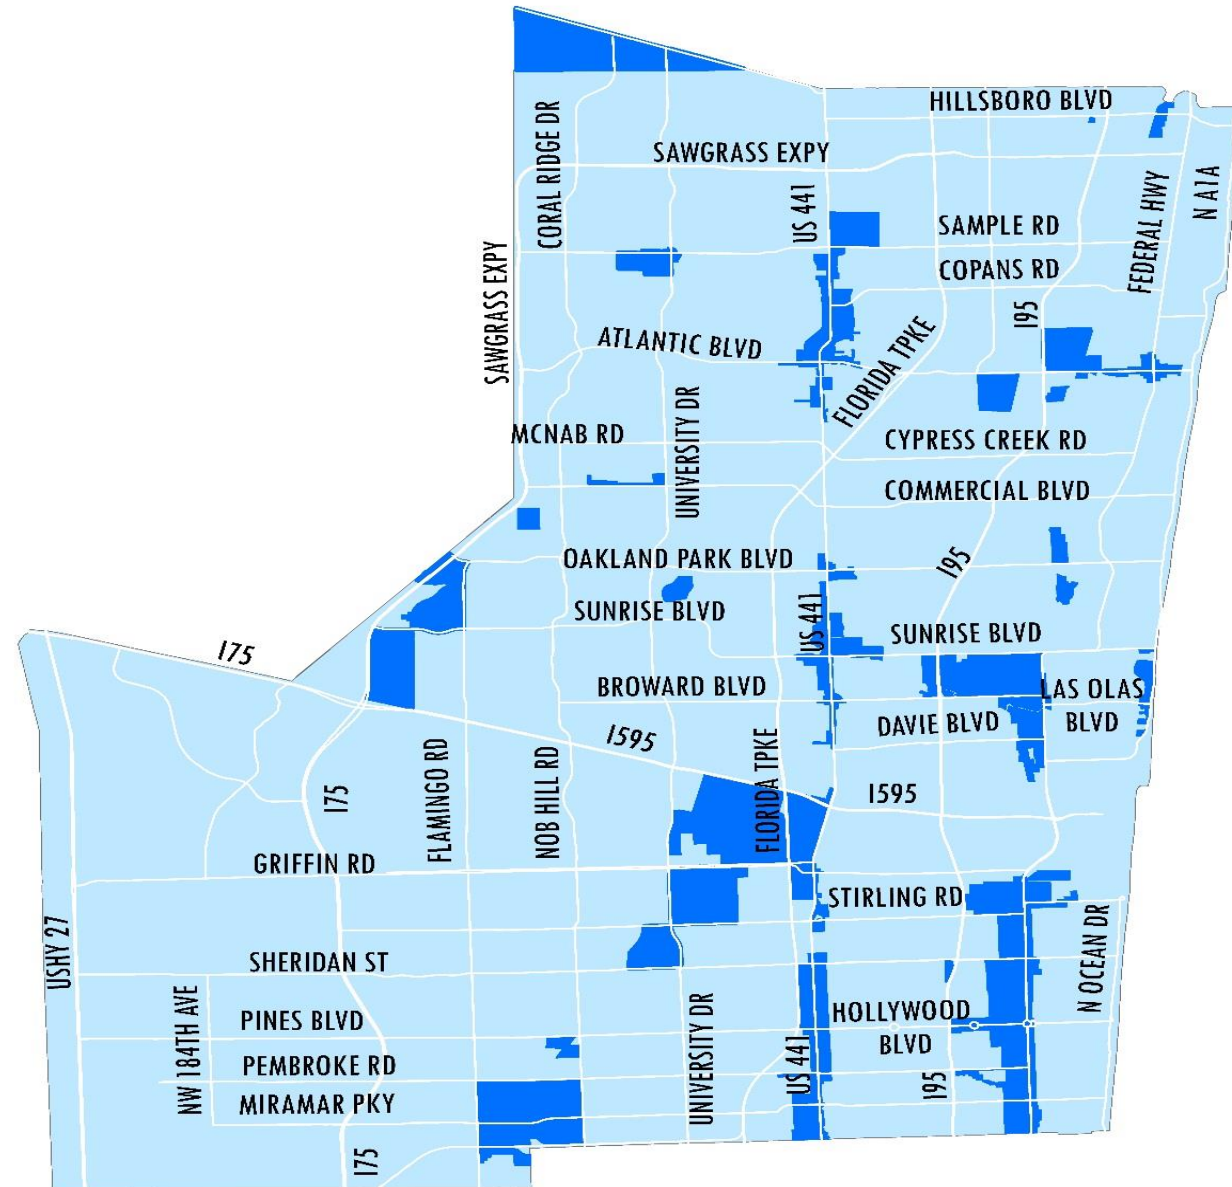 HILLSBORO BLVD
SAWGRASS EXPY
CORAL RIDGE DR
US 441
FEDERAL HWY
N A1A
SAMPLE RD
COPANS RD
SAWGRASS EXPY
I95
ATLANTIC BLVD
FLORIDA TPKE
UNIVERSITY DR
MCNAB RD
CYPRESS CREEK RD
COMMERCIAL BLVD
OAKLAND PARK BLVD
I95
SUNRISE BLVD
US 441
SUNRISE BLVD
I75
BROWARD BLVD
LAS OLAS
BLVD
DAVIE BLVD
I595
FLAMINGO RD
NOB HILL RD
FLORIDA TPKE
I75
I595
GRIFFIN RD
STIRLING RD
USHY 27
SHERIDAN ST
N OCEAN DR
NW 184TH AVE
PINES BLVD
HOLLYWOOD
BLVD
UNIVERSITY DR
US 441
PEMBROKE RD
I95
MIRAMAR PKY
I75